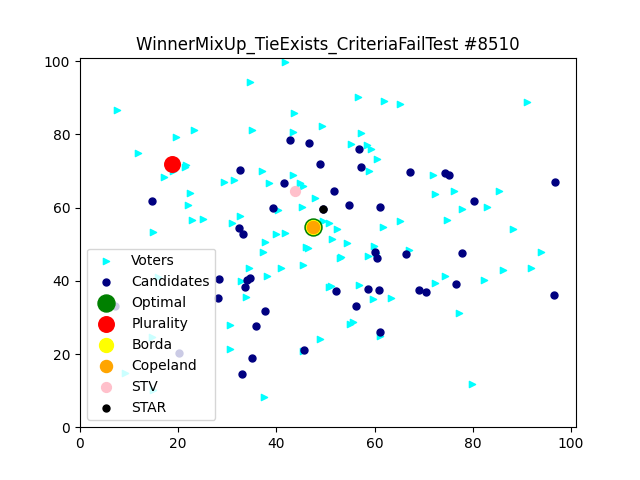 WinnerMixUp_TieExists_CriteriaFailTest #8510
100
80
60
40
20
0
Voters
Candidates
Optimal
Plurality
Borda
Copeland
STV
STAR
0 20 40 60 80 100